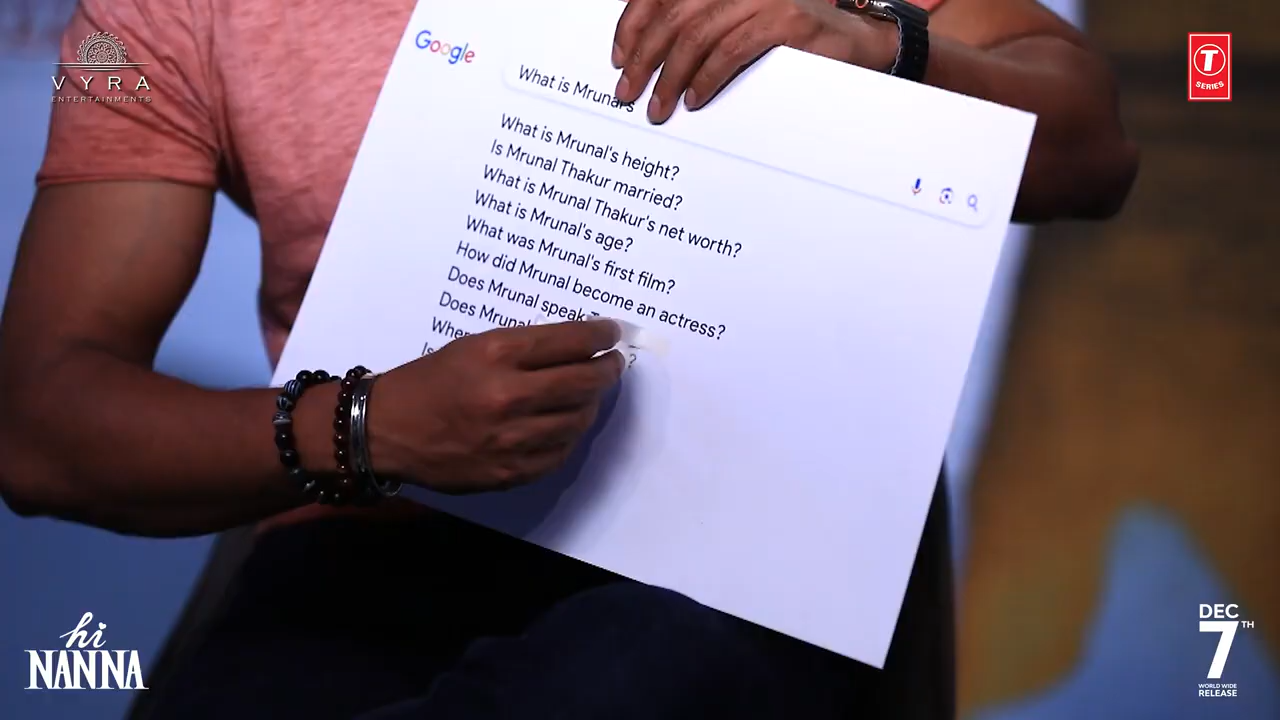 VYRA
ENTERTAINMENTS
T
SERIES
Google
What is Mrunal's
What is Mrunal's height?
Is Mrunal Thakur married?
What is Mrunal Thakur's net worth?
What is Mrunal's age?
What was Mrunal's first film?
How did Mrunal become an actress?
Does Mrunal speak
Does Mrunal
?
hi
NANNA
DEC
7TH
WORLD WIDE
RELEASE